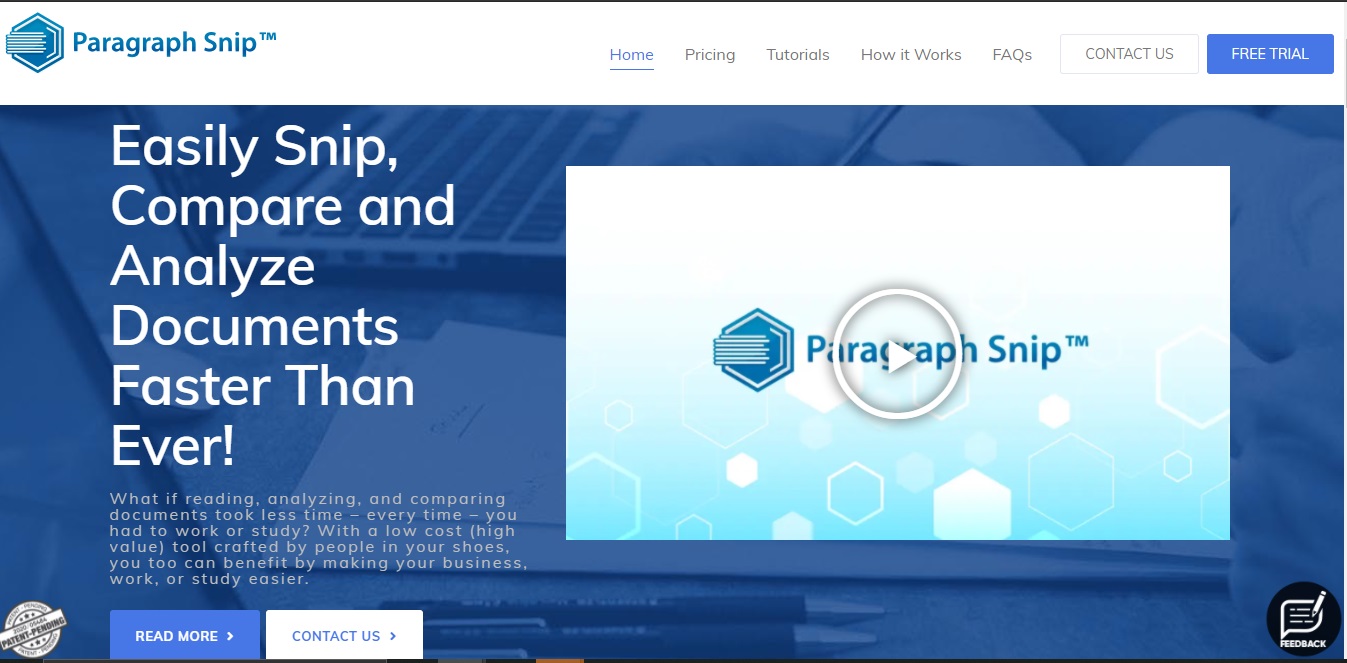 Paragraph Snip™
Home
Pricing
Tutorials
How it Works
FAQs
CONTACT US
FREE TRIAL
Easily Snip,
Compare and
Analyze
Documents
Faster Than
Ever!
What if reading, analyzing, and comparing
documents took less time – every time – you
had to work or study? With a low cost (high
value) tool crafted by people in your shoes,
you too can benefit by making your business,
work, or study easier.
READ MORE
CONTACT US
Paragraph Snip™
PATENT-PENDING
FEEDBACK